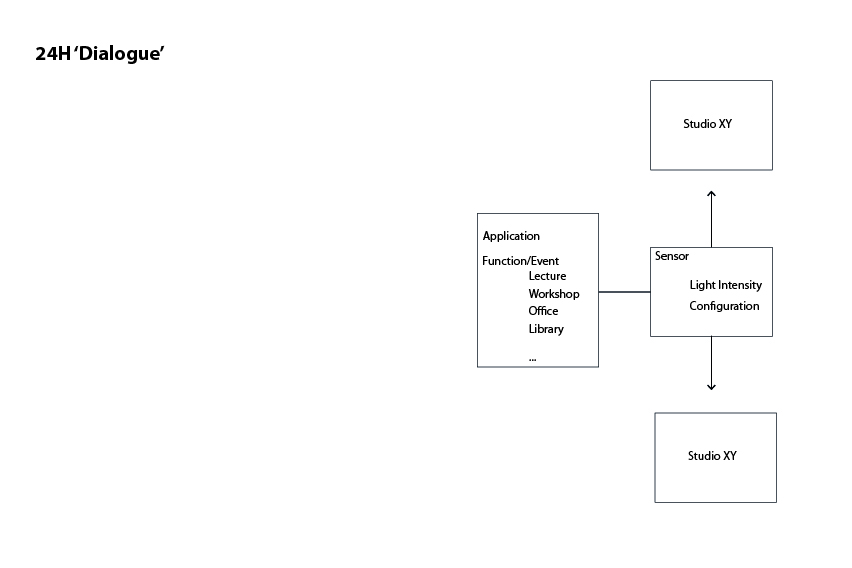 24H ‘Dialogue’
Studio XY
Application
Function/Event
Lecture
Workshop
Office
Library
...
Sensor
Light Intensity
Configuration
Studio XY